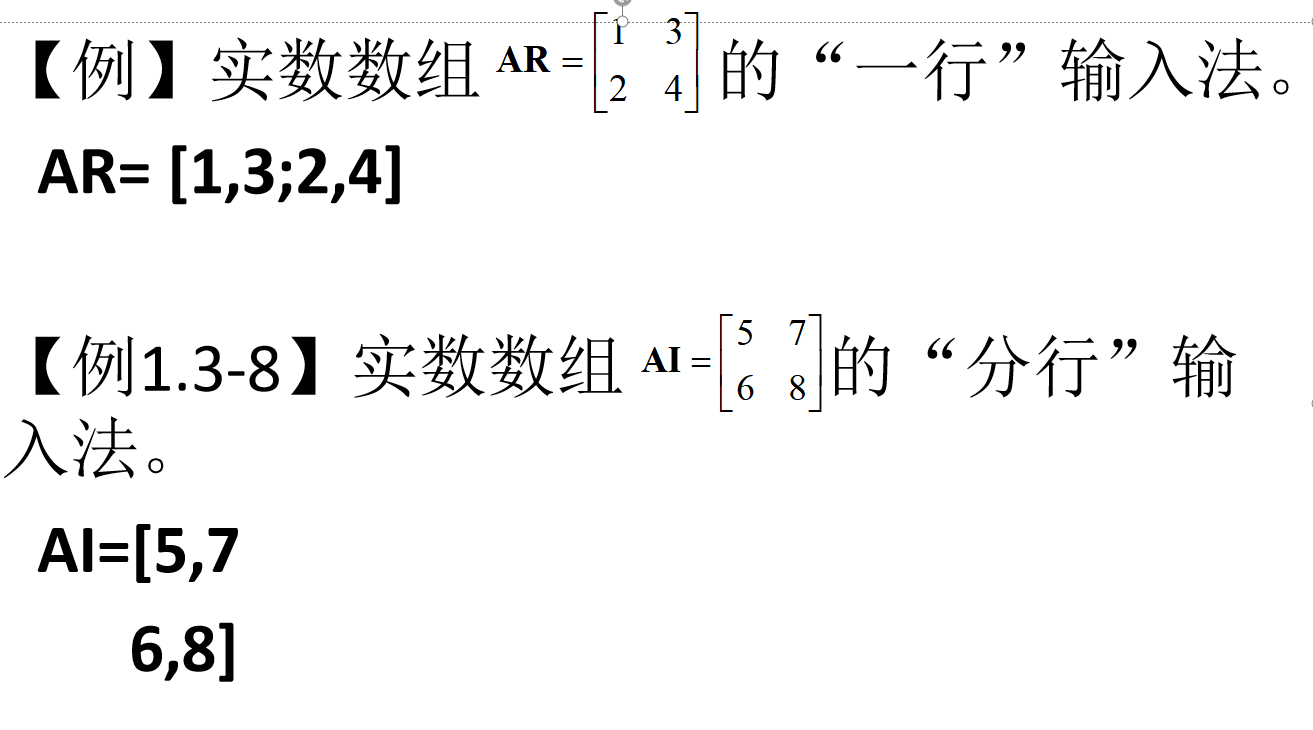 【例】实数数组 AR = [1 3 的“一行”输入法。
2 4]
AR= [1,3;2,4]
【例1.3-8】实数数组 AI = [5 7 的“分行”输
6 8]
入法。
AI=[5,7
6,8]